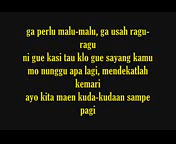 ga perlu malu-malu, ga usah ragu-
ragu
ni gue kasi tau klo gue sayang kamu
mo nunggu apa lagi, mendekatlah
kemari
ayo kita maen kuda-kudaan sampe
pagi